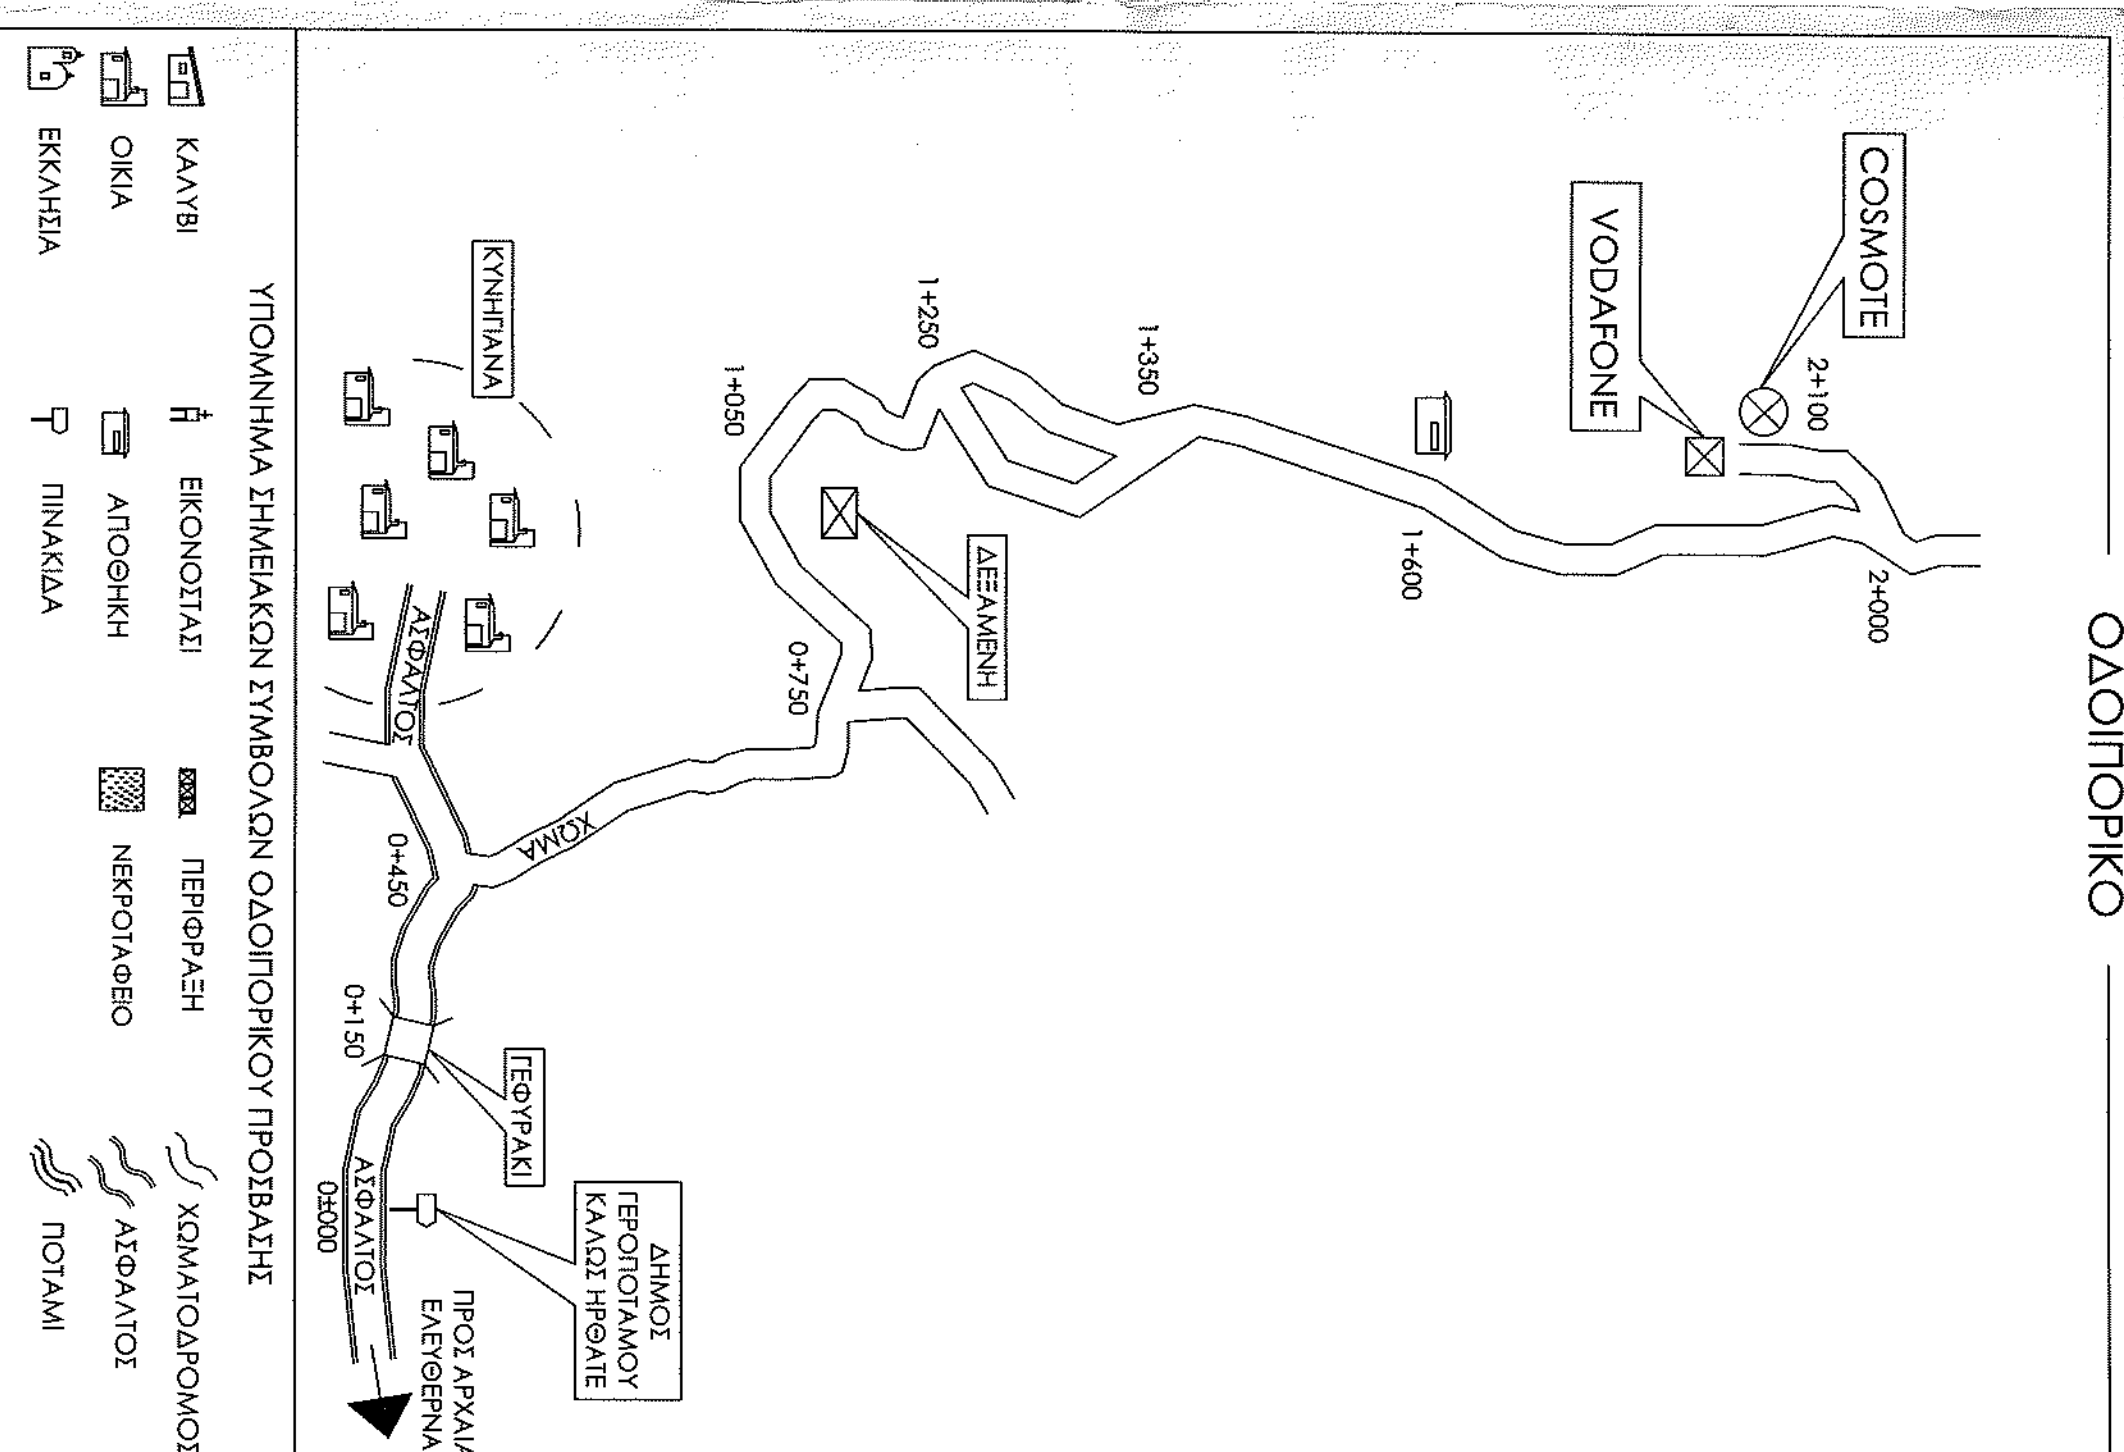 ΟΔΟΙΠΟΡΙΚΟ
COSMOTE
2+100
2+000
VODAFONE
1+600
1+350
ΔΕΞΑΜΕΝΗ
1+250
0+750
1+050
ΔΗΜΟΣ
ΓΕΡΟΠΟΤΑΜΟΥ
ΚΑΛΩΣ ΗΡΘΑΤΕ
ΧΩΜΑ
ΓΕΦΥΡΑΚΙ
ΚΥΝΗΓΙΑΝΑ
ΠΡΟΣ ΑΡΧΑΙΑ
ΕΛΕΥΘΕΡΝΑ
ΑΣΦΑΛΤΟΣ
0+450
0+150
ΑΣΦΑΛΤΟΣ
0+000
ΥΠΟΜΝΗΜΑ ΣΗΜΕΙΑΚΩΝ ΣΥΜΒΟΛΩΝ ΟΔΟΙΠΟΡΙΚΟΥ ΠΡΟΣΒΑΣΗΣ
ΚΑΛΥΒΙ
ΕΙΚΟΝΟΣΤΑΣΙ
ΠΕΡΙΦΡΑΞΗ
ΧΩΜΑΤΟΔΡΟΜΟΣ
ΟΙΚΙΑ
ΑΠΟΘΗΚΗ
ΝΕΚΡΟΤΑΦΕΙΟ
ΑΣΦΑΛΤΟΣ
ΕΚΚΛΗΣΙΑ
ΠΙΝΑΚΙΔΑ
ΠΟΤΑΜΙ